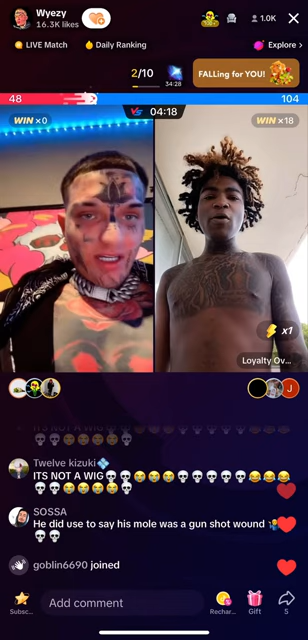 Wyezy
16.3K likes
1.0K
LIVE Match
Daily Ranking
Explore >
2/10
34:28
FALLing for YOU!
48
104
WIN ×0
VS
04:18
WIN ×18
x1
Loyalty Ov...
J
ITS NOT A WIG💀💀😭😭😭💀💀💀💀💀😂😂😂
💀💀😭😭😭😭💀
Twelve kizuki💠
ITS NOT A WIG💀💀😭😭😭💀💀💀💀💀😂😂😂
💀💀😭😭😭😭💀
SOSSA
He did use to say his mole was a gun shot wound
💀💀
goblin6690 joined
Subsc...
Add comment
Rechar...
Gift
5